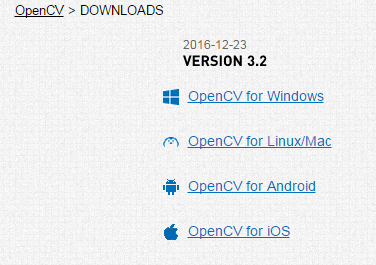 OpenCV > DOWNLOADS
2016-12-23
VERSION 3.2
OpenCV for Windows
OpenCV for Linux/Mac
OpenCV for Android
OpenCV for iOS